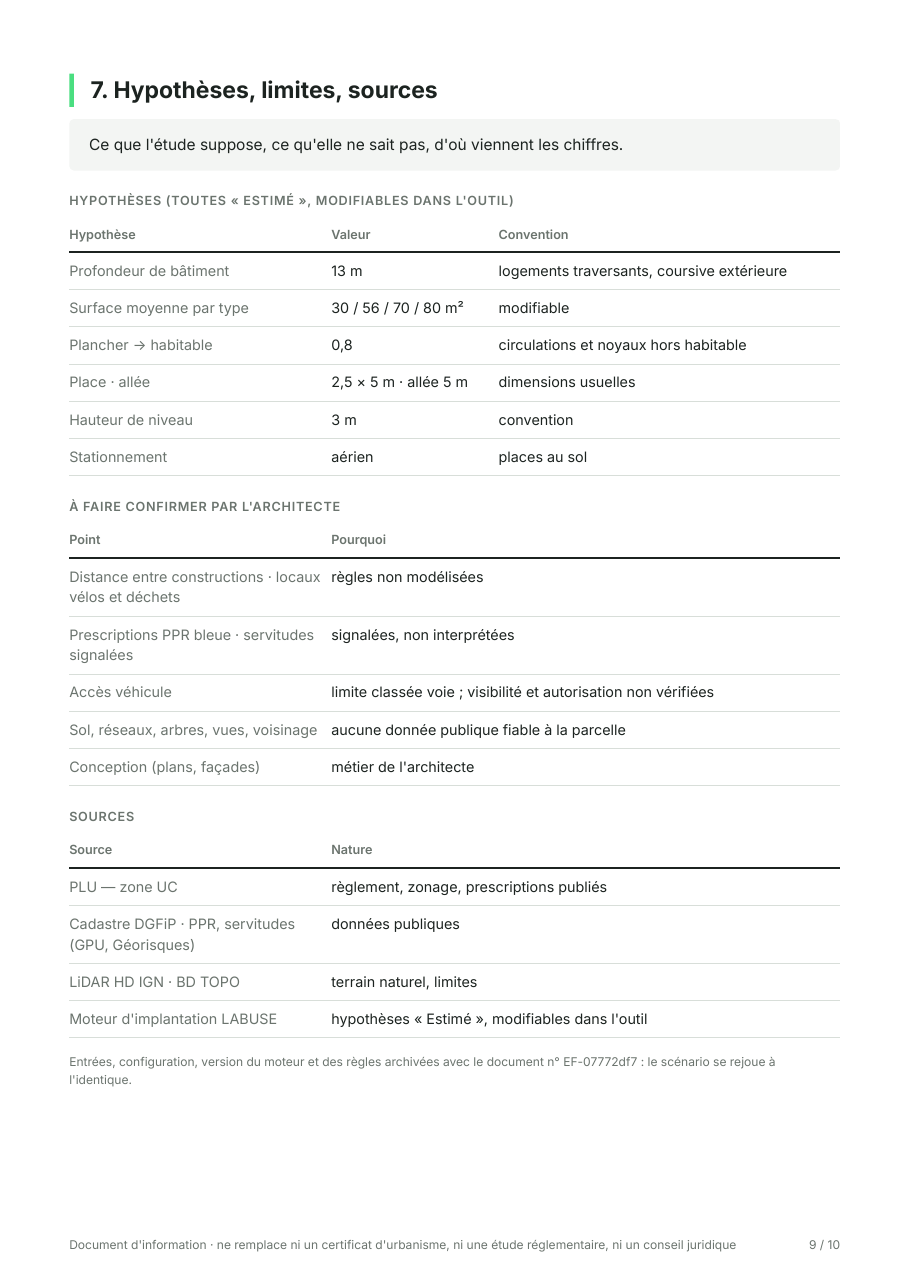 7. Hypothèses, limites, sources
Ce que l'étude suppose, ce qu'elle ne sait pas, d'où viennent les chiffres.
HYPOTHÈSES (TOUTES « ESTIMÉ », MODIFIABLES DANS L'OUTIL)
Hypothèse Valeur Convention
Profondeur de bâtiment 13 m logements traversants, coursive extérieure
Surface moyenne par type 30 / 56 / 70 / 80 m² modifiable
Plancher → habitable 0,8 circulations et noyaux hors habitable
Place · allée 2,5 × 5 m · allée 5 m dimensions usuelles
Hauteur de niveau 3 m convention
Stationnement aérien places au sol
À FAIRE CONFIRMER PAR L'ARCHITECTE
Point Pourquoi
Distance entre constructions · locaux règles non modélisées
vélos et déchets
Prescriptions PPR bleue · servitudes signalées, non interprétées
signalées
Accès véhicule limite classée voie ; visibilité et autorisation non vérifiées
Sol, réseaux, arbres, vues, voisinage aucune donnée publique fiable à la parcelle
Conception (plans, façades) métier de l'architecte
SOURCES
Source Nature
PLU — zone UC règlement, zonage, prescriptions publiés
Cadastre DGFiP · PPR, servitudes données publiques
(GPU, Géorisques)
LiDAR HD IGN · BD TOPO terrain naturel, limites
Moteur d'implantation LABUSE hypothèses « Estimé », modifiables dans l'outil
Entrées, configuration, version du moteur et des règles archivées avec le document n° EF-07772df7 : le scénario se rejoue à
l'identique.
Document d'information · ne remplace ni un certificat d'urbanisme, ni une étude réglementaire, ni un conseil juridique 9 / 10